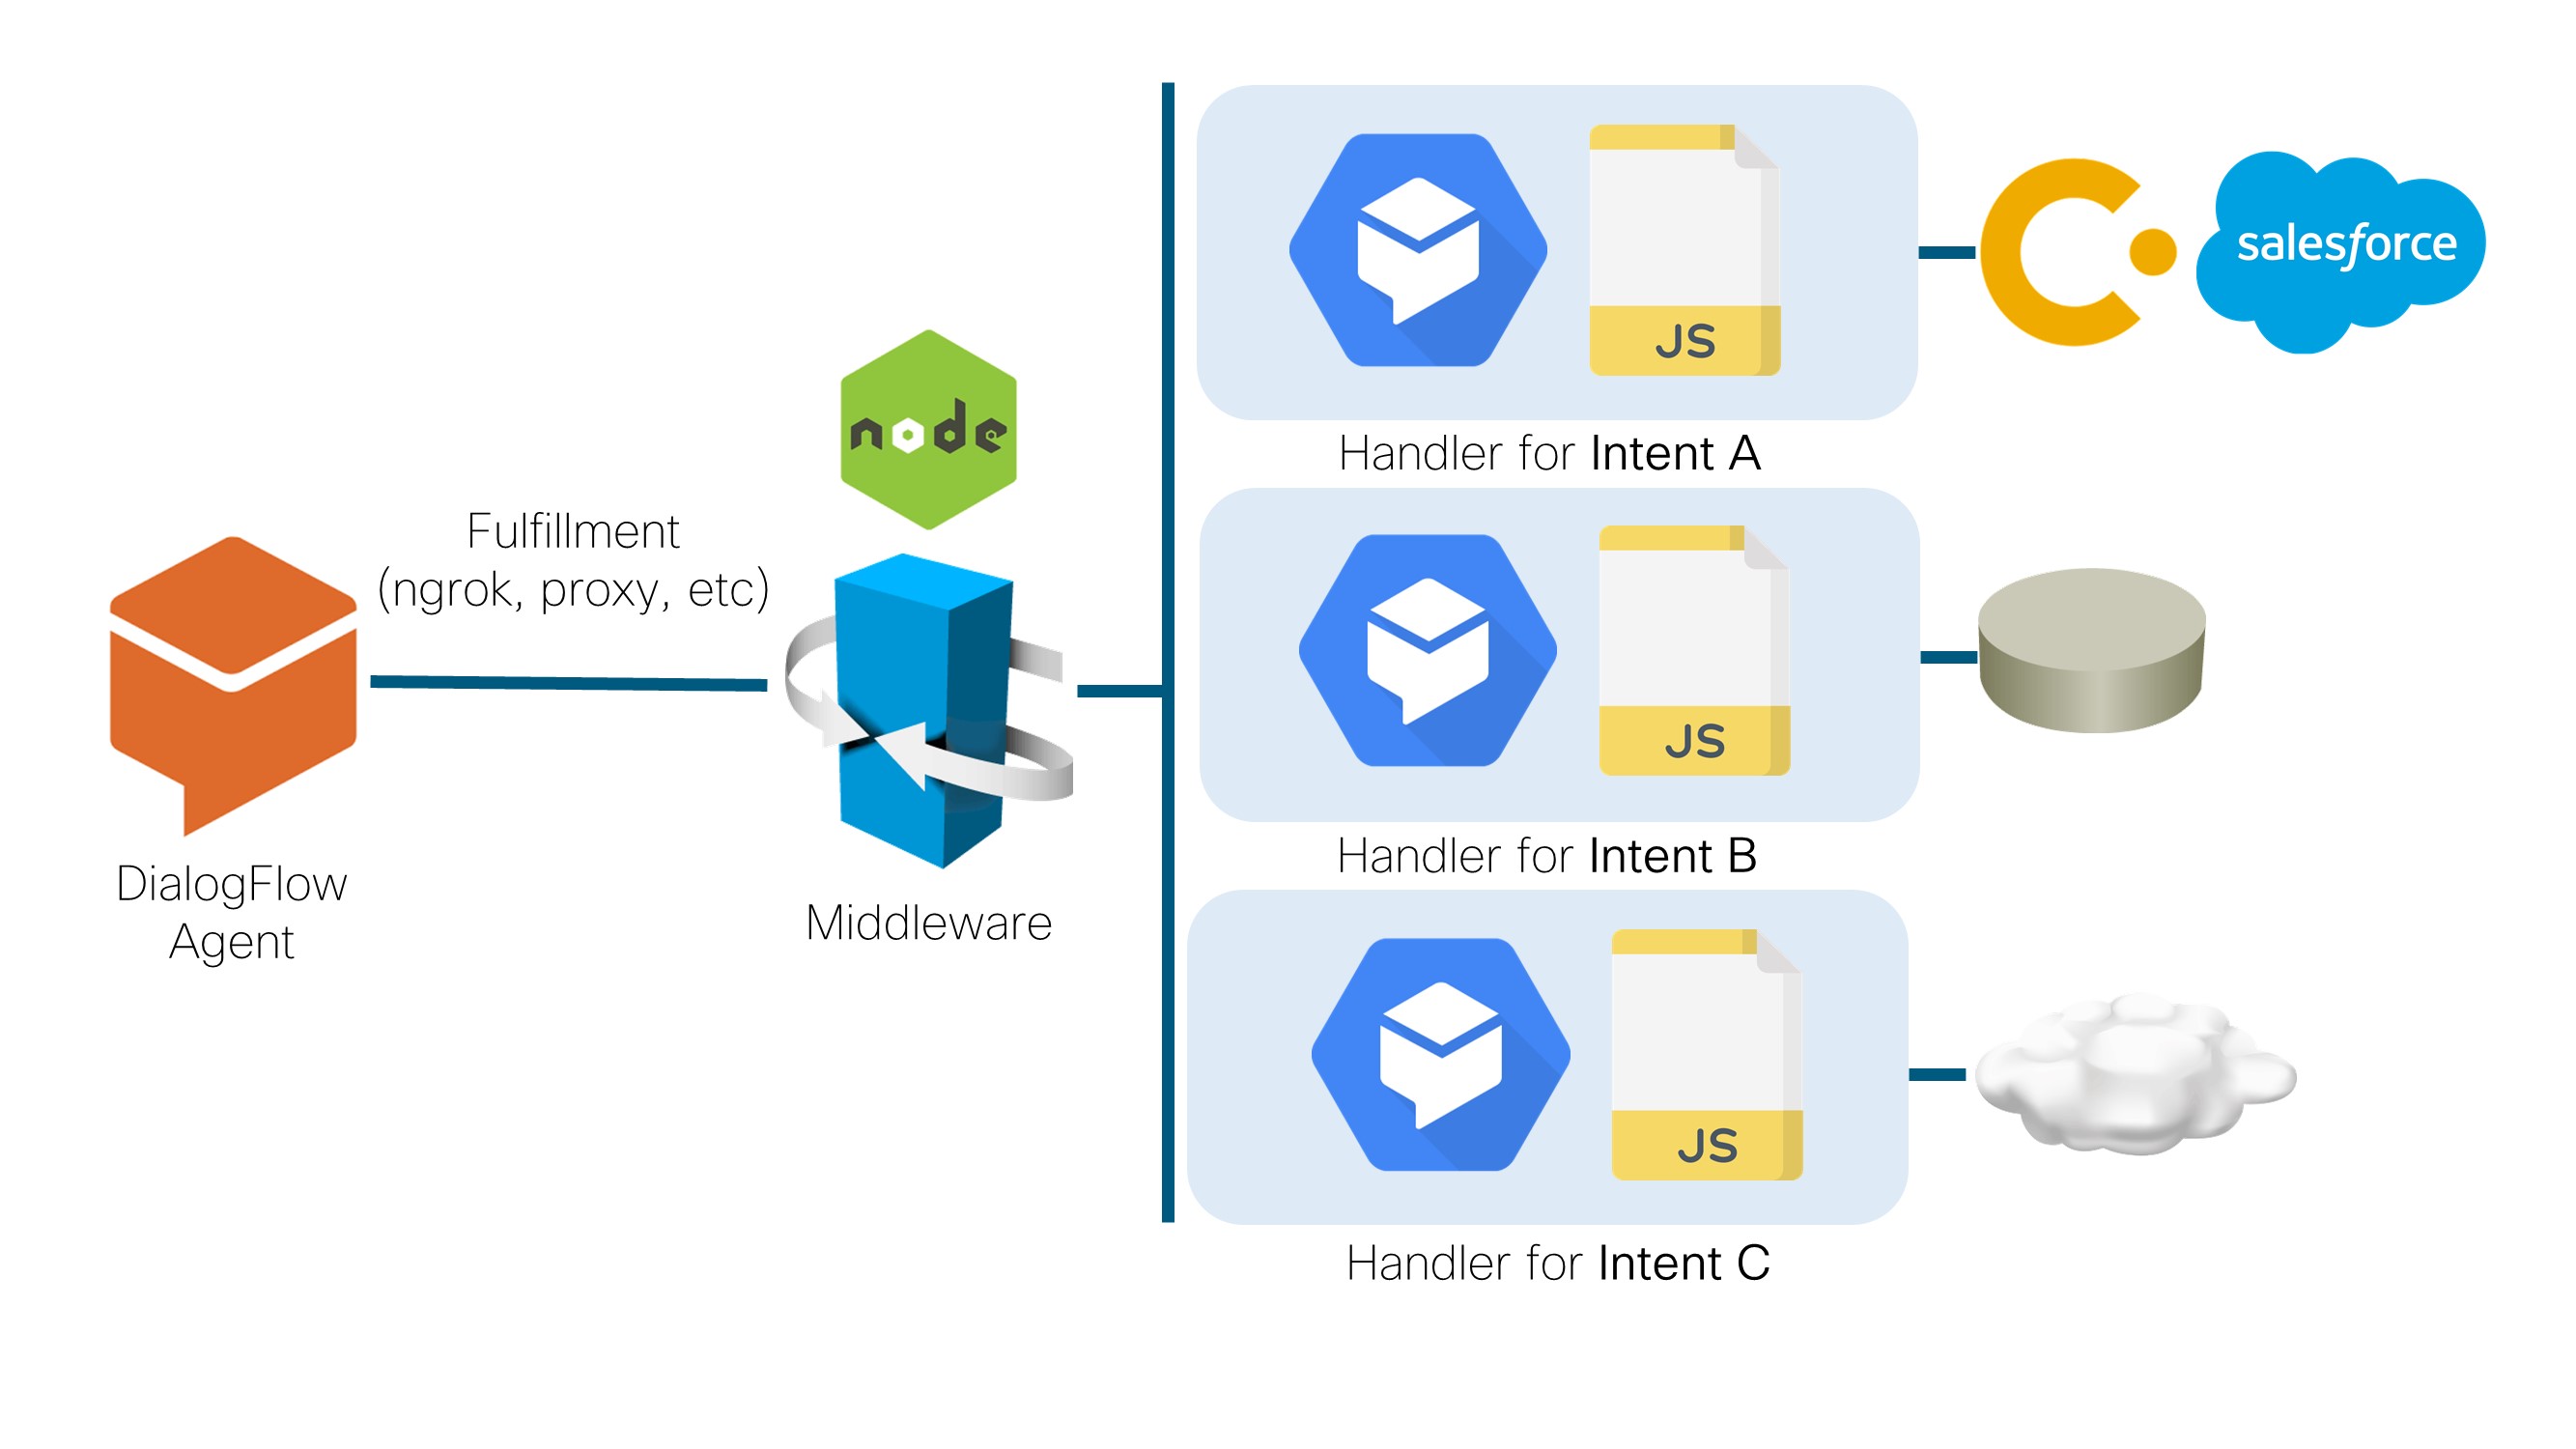 DialogFlow
Agent
Fulfillment
(ngrok, proxy, etc)
node
Middleware
JS
Handler for Intent A
salesforce
JS
Handler for Intent B
JS
Handler for Intent C